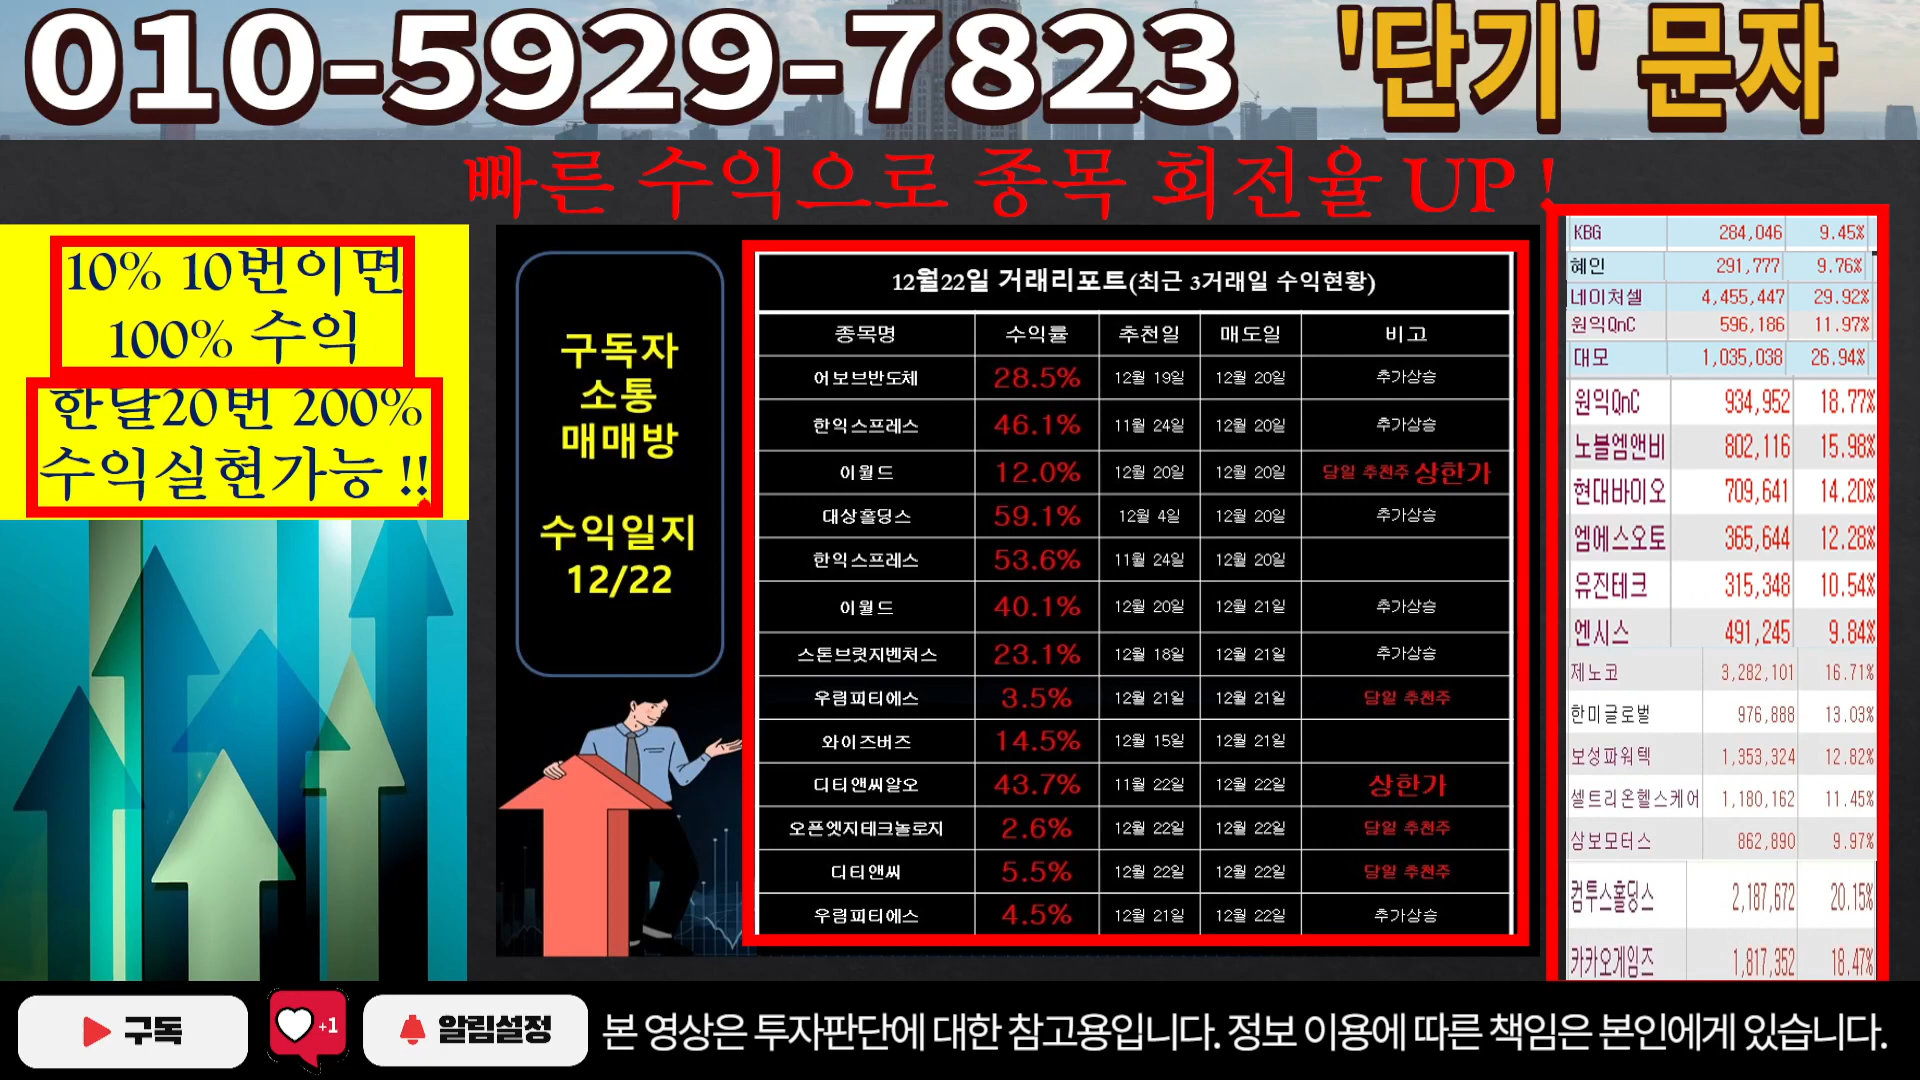 010-5929-7823 '단기' 문자
빠른 수익으로 종목 회전율 UP !
10% 10번이면
100% 수익
한달20번 200%
수익실현가능 !!
구독자
소통
매매방
수익일지
12/22
12월22일 거래리포트(최근 3거래일 수익현황)
종목명 수익률 추천일 매도일 비고
어보브반도체 28.5% 12월 19일 12월 20일 추가상승
한익스프레스 46.1% 11월 24일 12월 20일 추가상승
이월드 12.0% 12월 20일 12월 20일 당일 추천주 상한가
대상홀딩스 59.1% 12월 4일 12월 20일 추가상승
한익스프레스 53.6% 11월 24일 12월 20일
이월드 40.1% 12월 20일 12월 21일 추가상승
스톤브릿지벤처스 23.1% 12월 18일 12월 21일 추가상승
우림피티에스 3.5% 12월 21일 12월 21일 당일 추천주
와이즈버즈 14.5% 12월 15일 12월 21일
디티앤씨알오 43.7% 11월 22일 12월 22일 상한가
오픈엣지테크놀로지 2.6% 12월 22일 12월 22일 당일 추천주
디티앤씨 5.5% 12월 22일 12월 22일 당일 추천주
우림피티에스 4.5% 12월 21일 12월 22일 추가상승
KBG 284,046 9.45%
혜인 291,777 9.76%
네이처셀 4,455,447 29.92%
원익QnC 596,186 11.97%
대모 1,035,038 26.94%
원익QnC 934,952 18.77%
노블엠앤비 802,116 15.98%
현대바이오 709,641 14.20%
엠에스오토 365,644 12.28%
유진테크 315,348 10.54%
엔시스 491,245 9.84%
제노코 3,282,101 16.71%
한미글로벌 976,888 13.03%
보성파워텍 1,353,324 12.82%
셀트리온헬스케어 1,180,162 11.45%
삼보모터스 862,890 9.97%
컴투스홀딩스 2,187,672 20.15%
카카오게임즈 1,817,352 18.47%
구독 +1 알림설정 본 영상은 투자판단에 대한 참고용입니다. 정보 이용에 따른 책임은 본인에게 있습니다.